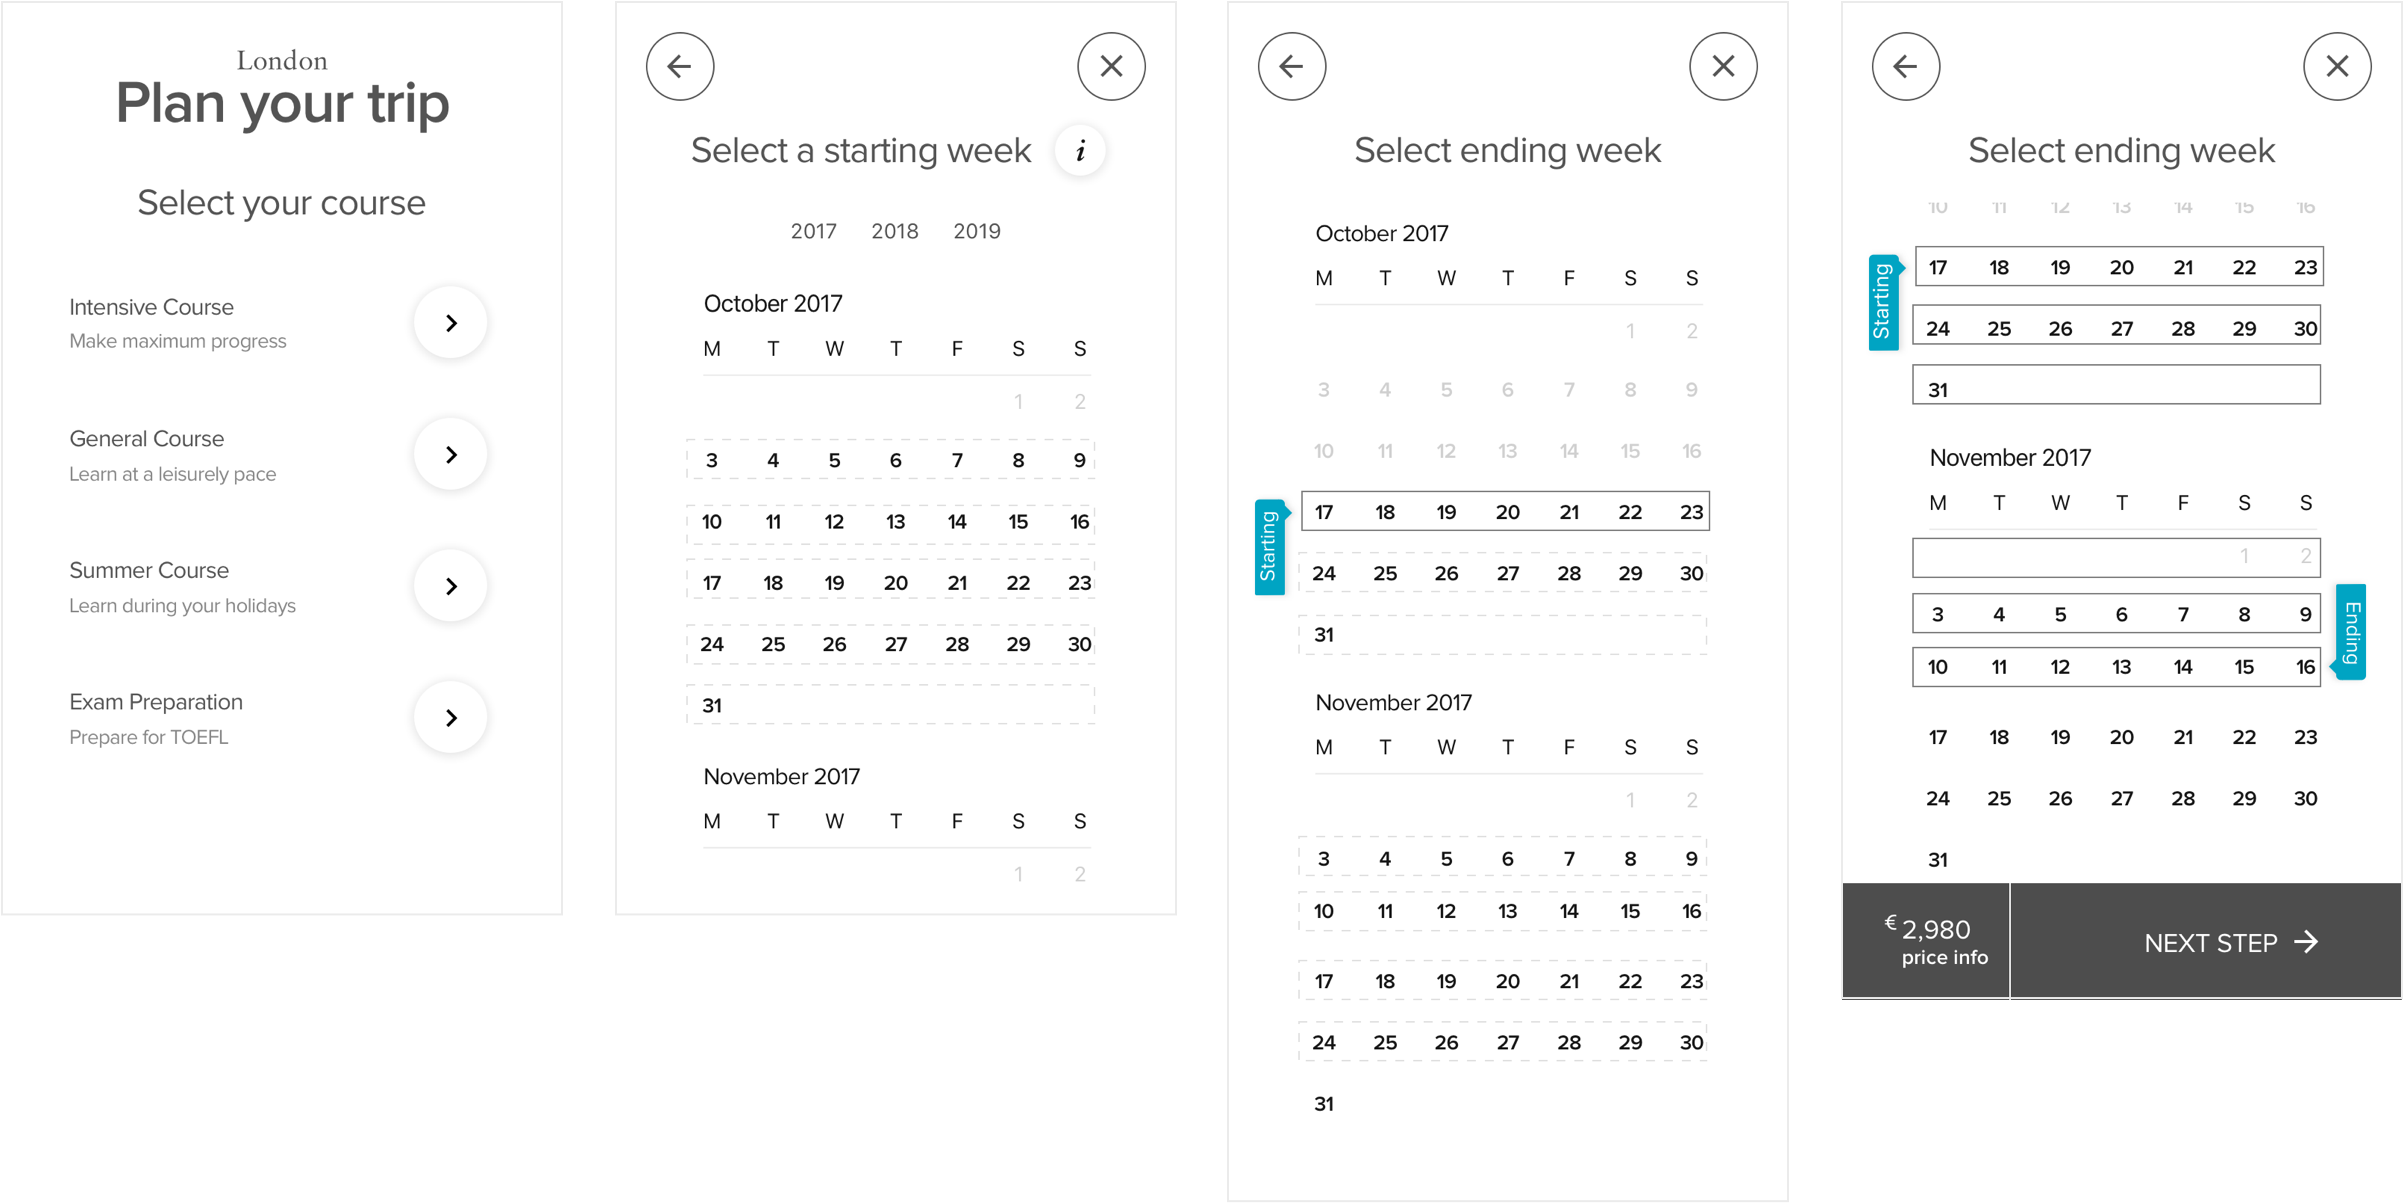 London
Plan your trip
Select your course
Intensive Course
Make maximum progress
General Course
Learn at a leisurely pace
Summer Course
Learn during your holidays
Exam Preparation
Prepare for TOEFL
Select a starting week i
2017 2018 2019
October 2017
M T W T F S S
1 2
3 4 5 6 7 8 9
10 11 12 13 14 15 16
17 18 19 20 21 22 23
24 25 26 27 28 29 30
31
November 2017
M T W T F S S
1 2
Select ending week
October 2017
M T W T F S S
1 2
3 4 5 6 7 8 9
10 11 12 13 14 15 16
Starting
17 18 19 20 21 22 23
24 25 26 27 28 29 30
31
November 2017
M T W T F S S
1 2
3 4 5 6 7 8 9
10 11 12 13 14 15 16
17 18 19 20 21 22 23
24 25 26 27 28 29 30
31
Select ending week
10 11 12 13 14 15 16
Starting
17 18 19 20 21 22 23
24 25 26 27 28 29 30
31
November 2017
M T W T F S S
1 2
3 4 5 6 7 8 9
Ending
10 11 12 13 14 15 16
17 18 19 20 21 22 23
24 25 26 27 28 29 30
31
€ 2,980
price info
NEXT STEP